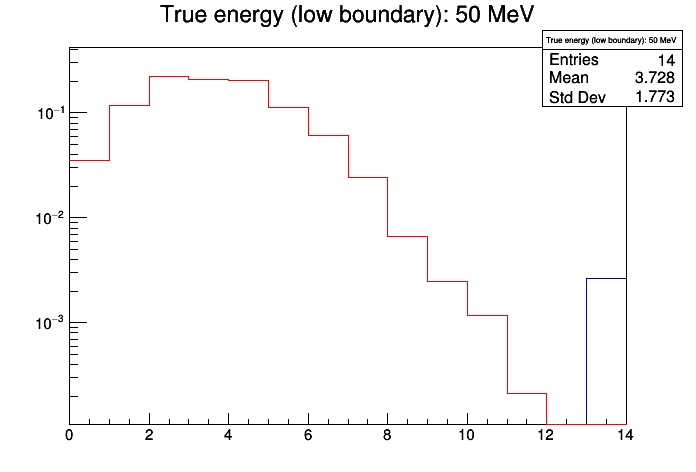 True energy (low boundary): 50 MeV
True energy (low boundary): 50 MeV
Entries 14
Mean 3.728
Std Dev 1.773
10⁻¹
10⁻²
10⁻³
0 2 4 6 8 10 12 14